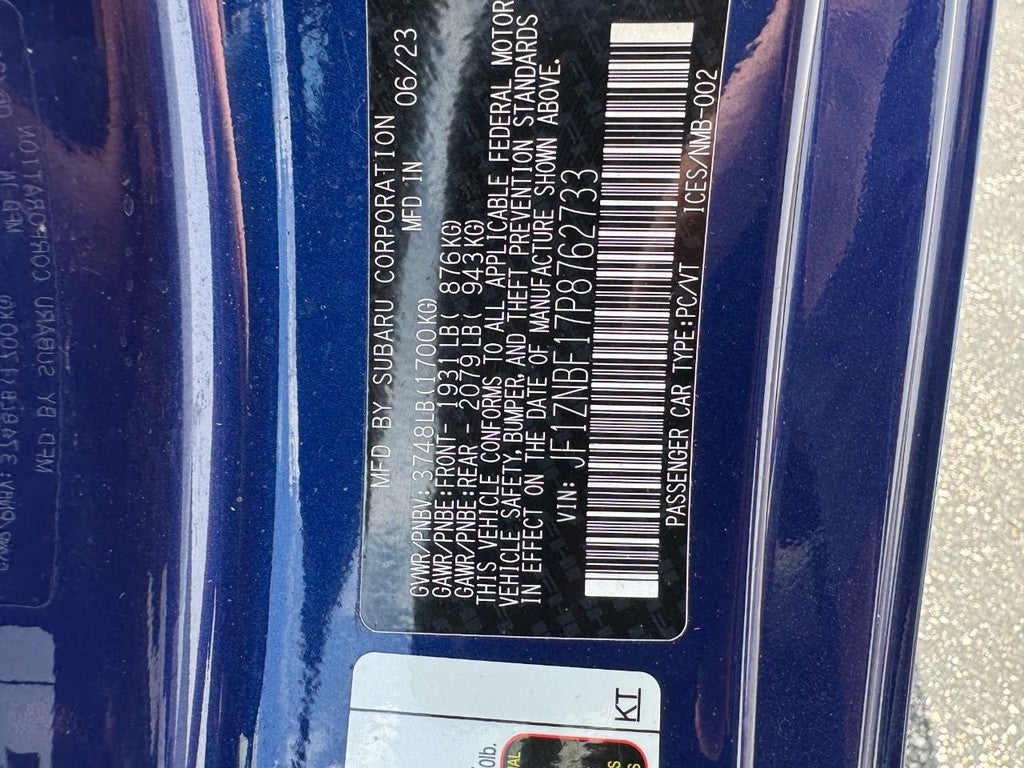 MFD BY SUBARU CORPORATION
MFD IN 06/23
GVWR/PNBV: 3748LB(1700KG)
GAWR/PNBE:FRONT- 1931LB( 876KG)
GAWR/PNBE:REAR - 2079LB( 943KG)
THIS VEHICLE CONFORMS TO ALL APPLICABLE FEDERAL MOTOR
VEHICLE SAFETY, BUMPER, AND THEFT PREVENTION STANDARDS
IN EFFECT ON THE DATE OF MANUFACTURE SHOWN ABOVE.
VIN: JF1ZNBF17P8762733
PASSENGER CAR TYPE:PC/VT ICES/NMB-002
KI
0lb.